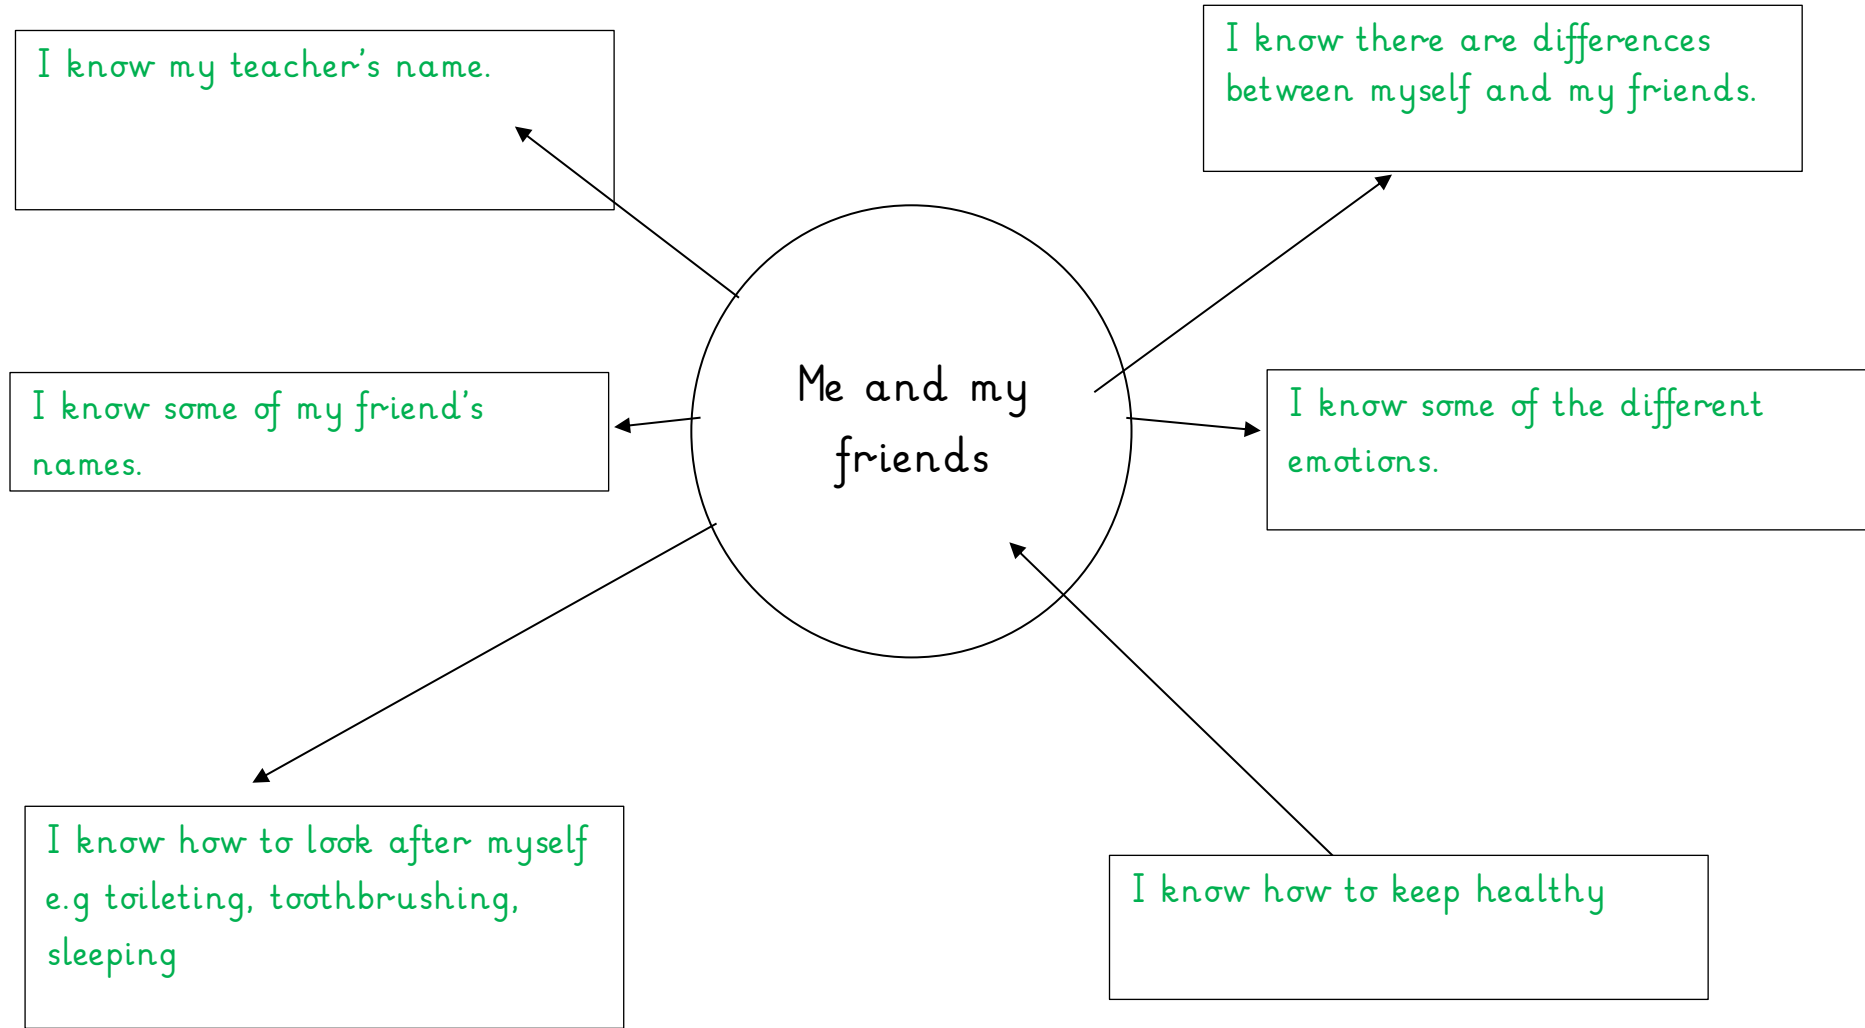 I know my teacher's name.
I know there are differences
between myself and my friends.
Me and my
friends
I know some of my friend's
names.
I know some of the different
emotions.
I know how to look after myself
e.g toileting, toothbrushing,
sleeping
I know how to keep healthy